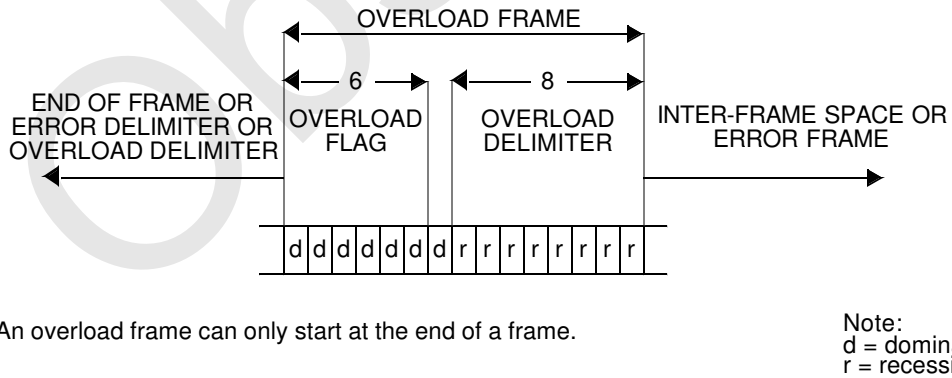 OVERLOAD FRAME
6
8
END OF FRAME OR
ERROR DELIMITER OR
OVERLOAD DELIMITER
OVERLOAD
FLAG
OVERLOAD
DELIMITER
INTER-FRAME SPACE OR
ERROR FRAME
d d d d d d d r r r r r r r r
An overload frame can only start at the end of a frame.
Note:
d = domin
r = recessi